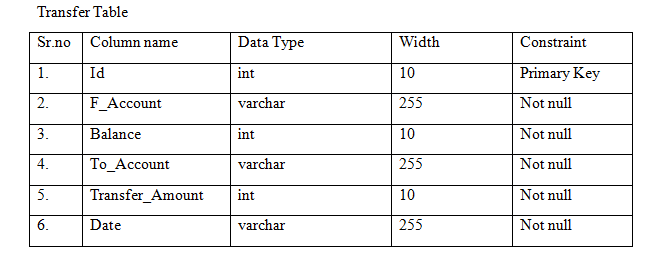 Transfer Table
Sr.no Column name Data Type Width Constraint
1. Id int 10 Primary Key
2. F_Account varchar 255 Not null
3. Balance int 10 Not null
4. To_Account varchar 255 Not null
5. Transfer_Amount int 10 Not null
6. Date varchar 255 Not null